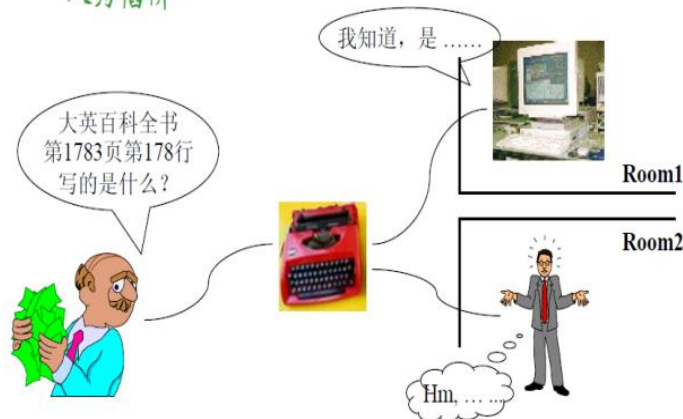 我知道，是 ……
大英百科全书
第1783页第178行
写的是什么？
Room1
Room2
Hm, … ...